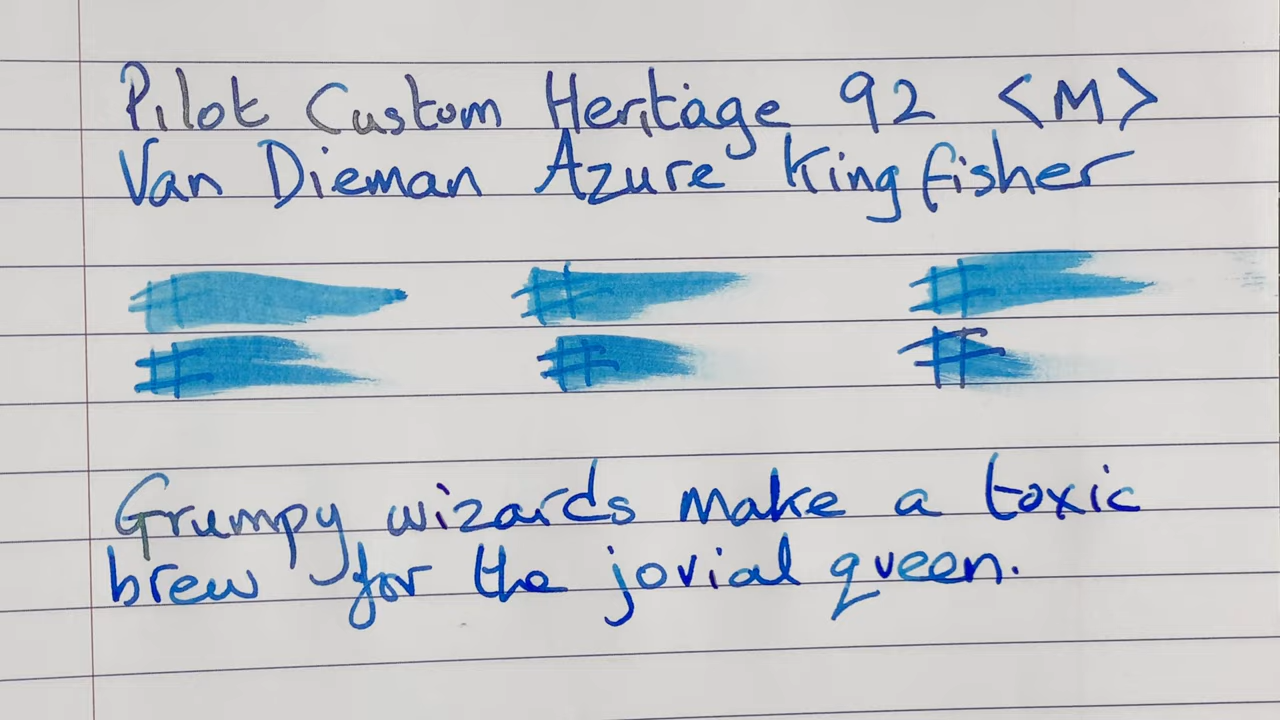 Pilot Custom Heritage 92 <M>
Van Dieman Azure Kingfisher
# # #
# # #
Grumpy wizards make a toxic
brew for the jovial queen.